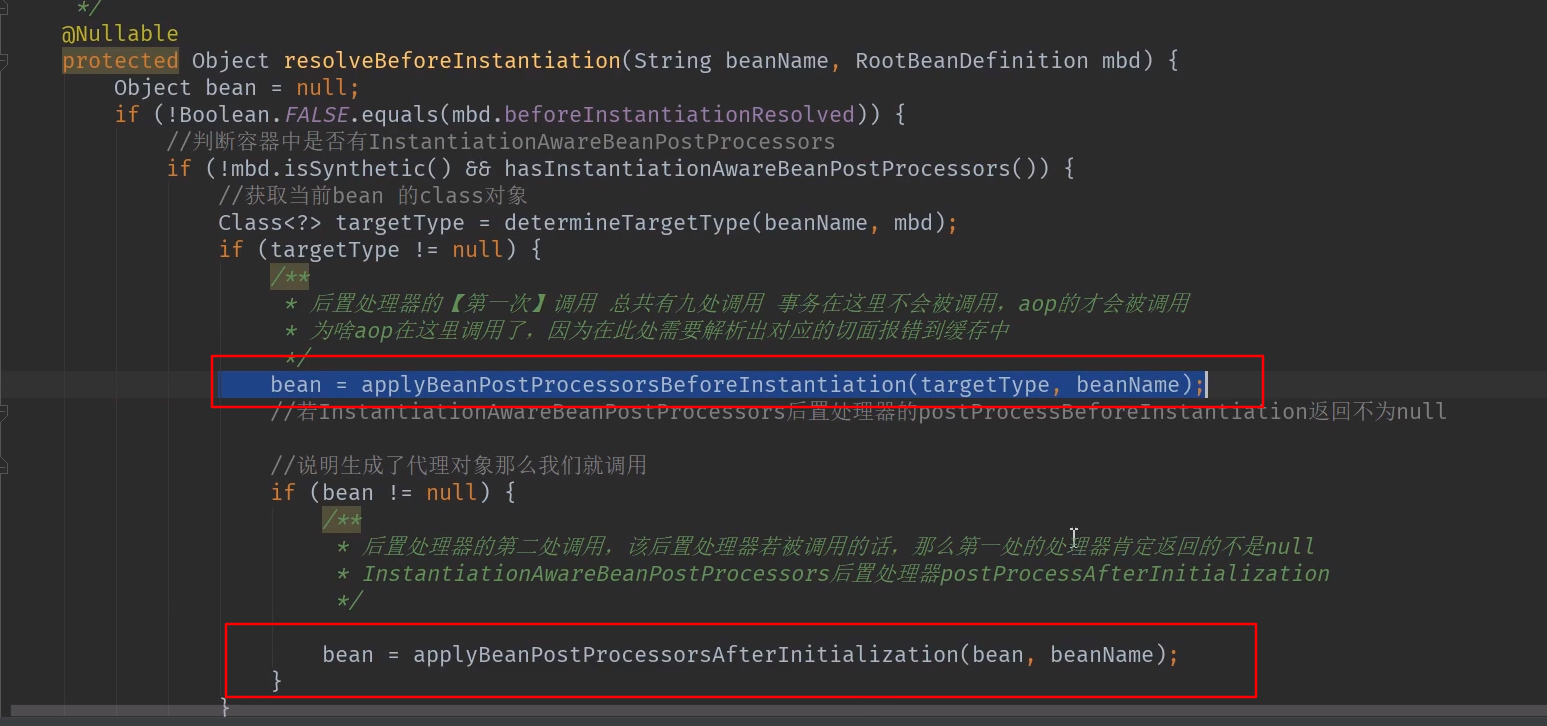 */
@Nullable
protected Object resolveBeforeInstantiation(String beanName, RootBeanDefinition mbd) {
Object bean = null;
if (!Boolean.FALSE.equals(mbd.beforeInstantiationResolved)) {
//判断容器中是否有InstantiationAwareBeanPostProcessors
if (!mbd.isSynthetic() && hasInstantiationAwareBeanPostProcessors()) {
//获取当前bean 的class对象
Class<?> targetType = determineTargetType(beanName, mbd);
if (targetType != null) {
/**
* 后置处理器的【第一次】调用 总共有九处调用 事务在这里不会被调用，aop的才会被调用
* 为啥aop在这里调用了，因为在此处需要解析出对应的切面报错到缓存中
*/
bean = applyBeanPostProcessorsBeforeInstantiation(targetType, beanName);
//若InstantiationAwareBeanPostProcessors后置处理器的postProcessBeforeInstantiation返回不为null
//说明生成了代理对象那么我们就调用
if (bean != null) {
/**
* 后置处理器的第二处调用，该后置处理器若被调用的话，那么第一处的处理器肯定返回的不是null
* InstantiationAwareBeanPostProcessors后置处理器postProcessAfterInitialization
*/
bean = applyBeanPostProcessorsAfterInitialization(bean, beanName);
}
}